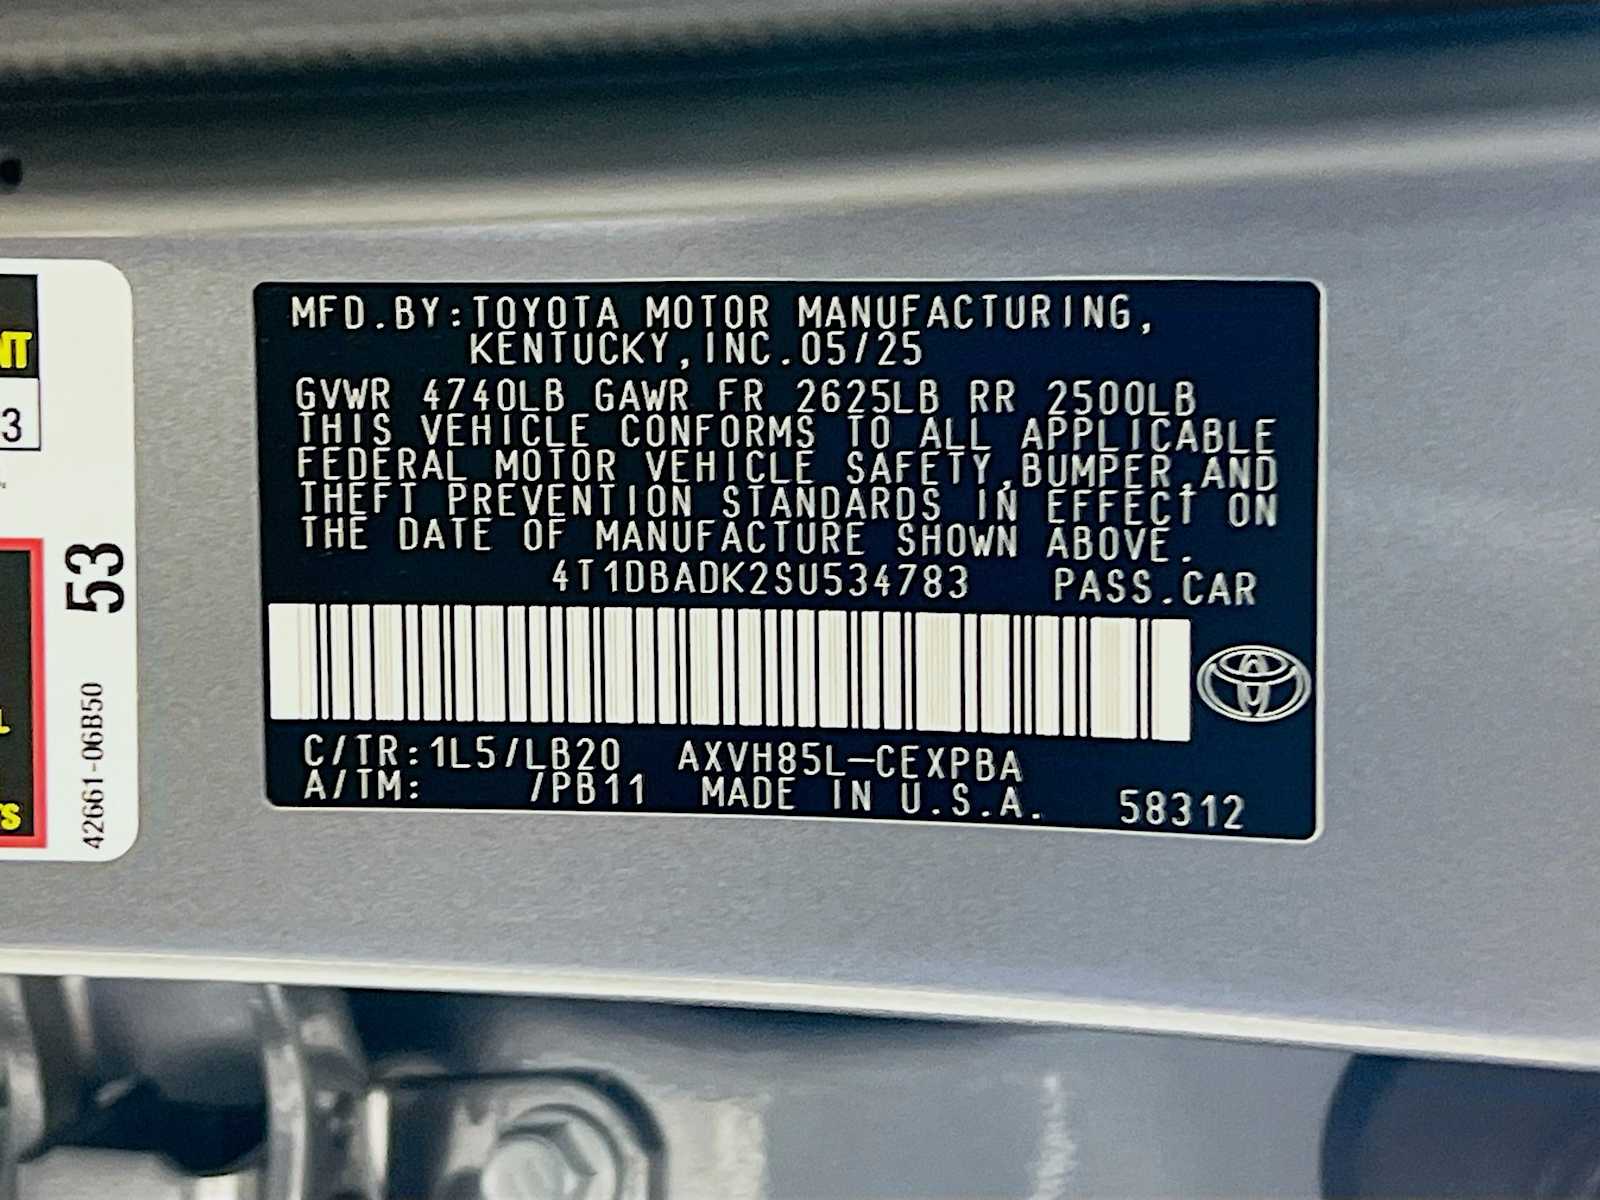 MFD.BY:TOYOTA MOTOR MANUFACTURING,
KENTUCKY,INC.05/25
GVWR 4740LB GAWR FR 2625LB RR 2500LB
THIS VEHICLE CONFORMS TO ALL APPLICABLE
FEDERAL MOTOR VEHICLE SAFETY,BUMPER,AND
THEFT PREVENTION STANDARDS IN EFFECT ON
THE DATE OF MANUFACTURE SHOWN ABOVE.
4T1DBADK2SU534783 PASS.CAR
C/TR:1L5/LB20 AXVH85L-CEXPBA
A/TM: /PB11 MADE IN U.S.A. 58312
NT
3
53
42661-06B50
L
TS